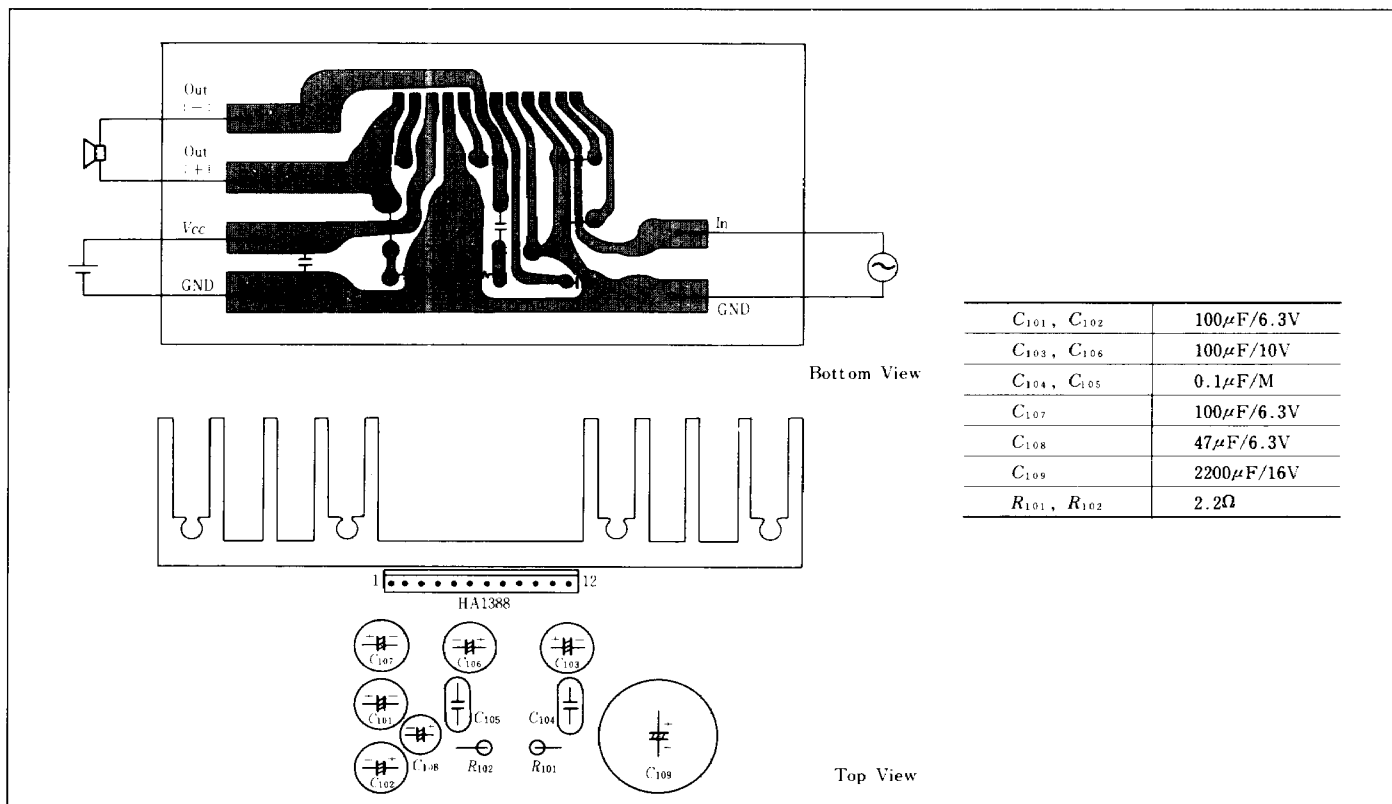 Out
(−)
Out
(+)
Vcc
GND
In
GND
Bottom View
C101, C102 100μF/6.3V
C103, C106 100μF/10V
C104, C105 0.1μF/M
C107 100μF/6.3V
C108 47μF/6.3V
C109 2200μF/16V
R101, R102 2.2Ω
1 12
HA1388
C107
C106
C103
C101
C105
C104
C108
R102
R101
C102
C109
Top View